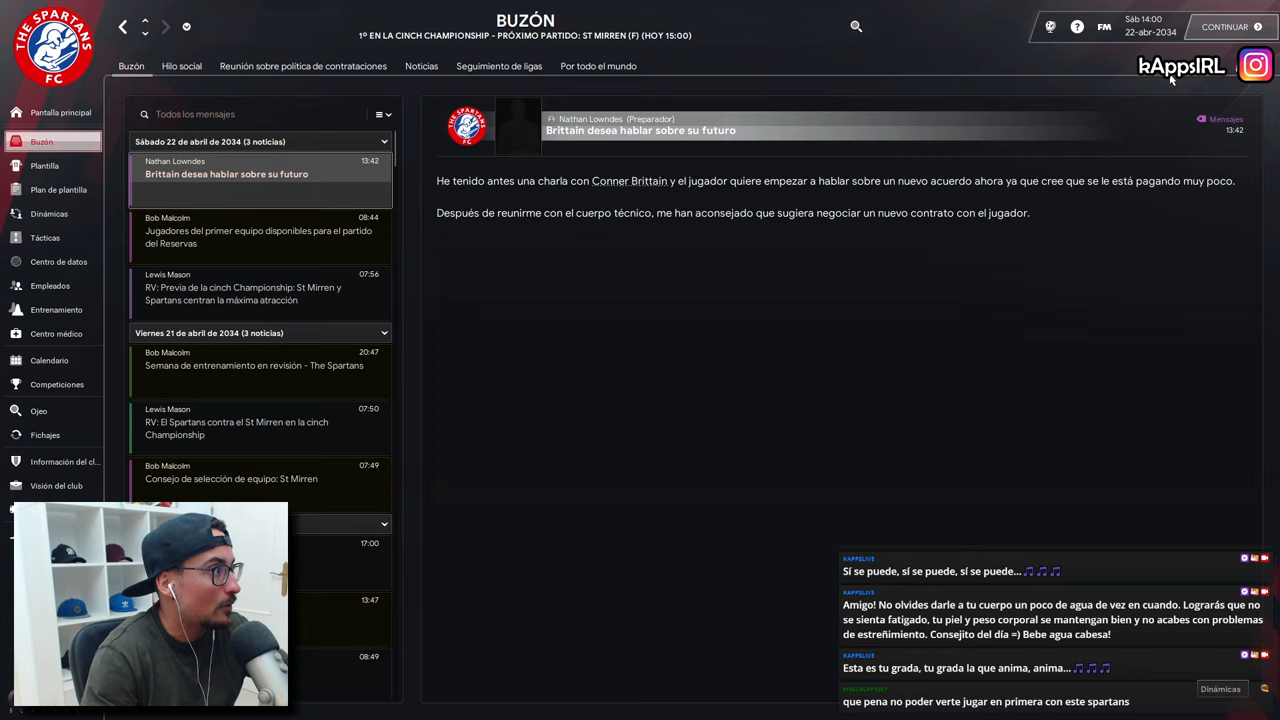 THE SPARTANS
FC
BUZÓN
1º EN LA CINCH CHAMPIONSHIP - PRÓXIMO PARTIDO: ST MIRREN (F) (HOY 15:00)
FM
Sáb 14:00
22-abr-2034
CONTINUAR
kAppsIRL
Buzón
Hilo social
Reunión sobre política de contrataciones
Noticias
Seguimiento de ligas
Por todo el mundo
Pantalla principal
Buzón
Plantilla
Plan de plantilla
Dinámicas
Tácticas
Centro de datos
Empleados
Entrenamiento
Centro médico
Calendario
Competiciones
Ojeo
Fichajes
Información del cl...
Visión del club
Todos los mensajes
Sábado 22 de abril de 2034 (3 noticias)
Nathan Lowndes 13:42
Brittain desea hablar sobre su futuro
Bob Malcolm 08:44
Jugadores del primer equipo disponibles para el partido
del Reservas
Lewis Mason 07:56
RV: Previa de la cinch Championship: St Mirren y
Spartans centran la máxima atracción
Viernes 21 de abril de 2034 (3 noticias)
Bob Malcolm 20:47
Semana de entrenamiento en revisión - The Spartans
Lewis Mason 07:50
RV: El Spartans contra el St Mirren en la cinch
Championship
Bob Malcolm 07:49
Consejo de selección de equipo: St Mirren
17:00
13:47
08:49
Nathan Lowndes (Preparador)
Brittain desea hablar sobre su futuro
Mensajes
13:42
He tenido antes una charla con Conner Brittain y el jugador quiere empezar a hablar sobre un nuevo acuerdo ahora ya que cree que se le está pagando muy poco.
Después de reunirme con el cuerpo técnico, me han aconsejado que sugiera negociar un nuevo contrato con el jugador.
KAPPSLIVE
Sí se puede, sí se puede, sí se puede...🎵🎵🎵
KAPPSLIVE
Amigo! No olvides darle a tu cuerpo un poco de agua de vez en cuando. Lograrás que no
se sienta fatigado, tu piel y peso corporal se mantengan bien y no acabes con problemas
de estreñimiento. Consejito del día =) Bebe agua cabesa!
KAPPSLIVE
Esta es tu grada, tu grada la que anima, anima...🎵🎵🎵
Dinámicas
que pena no poder verte jugar en primera con este spartans